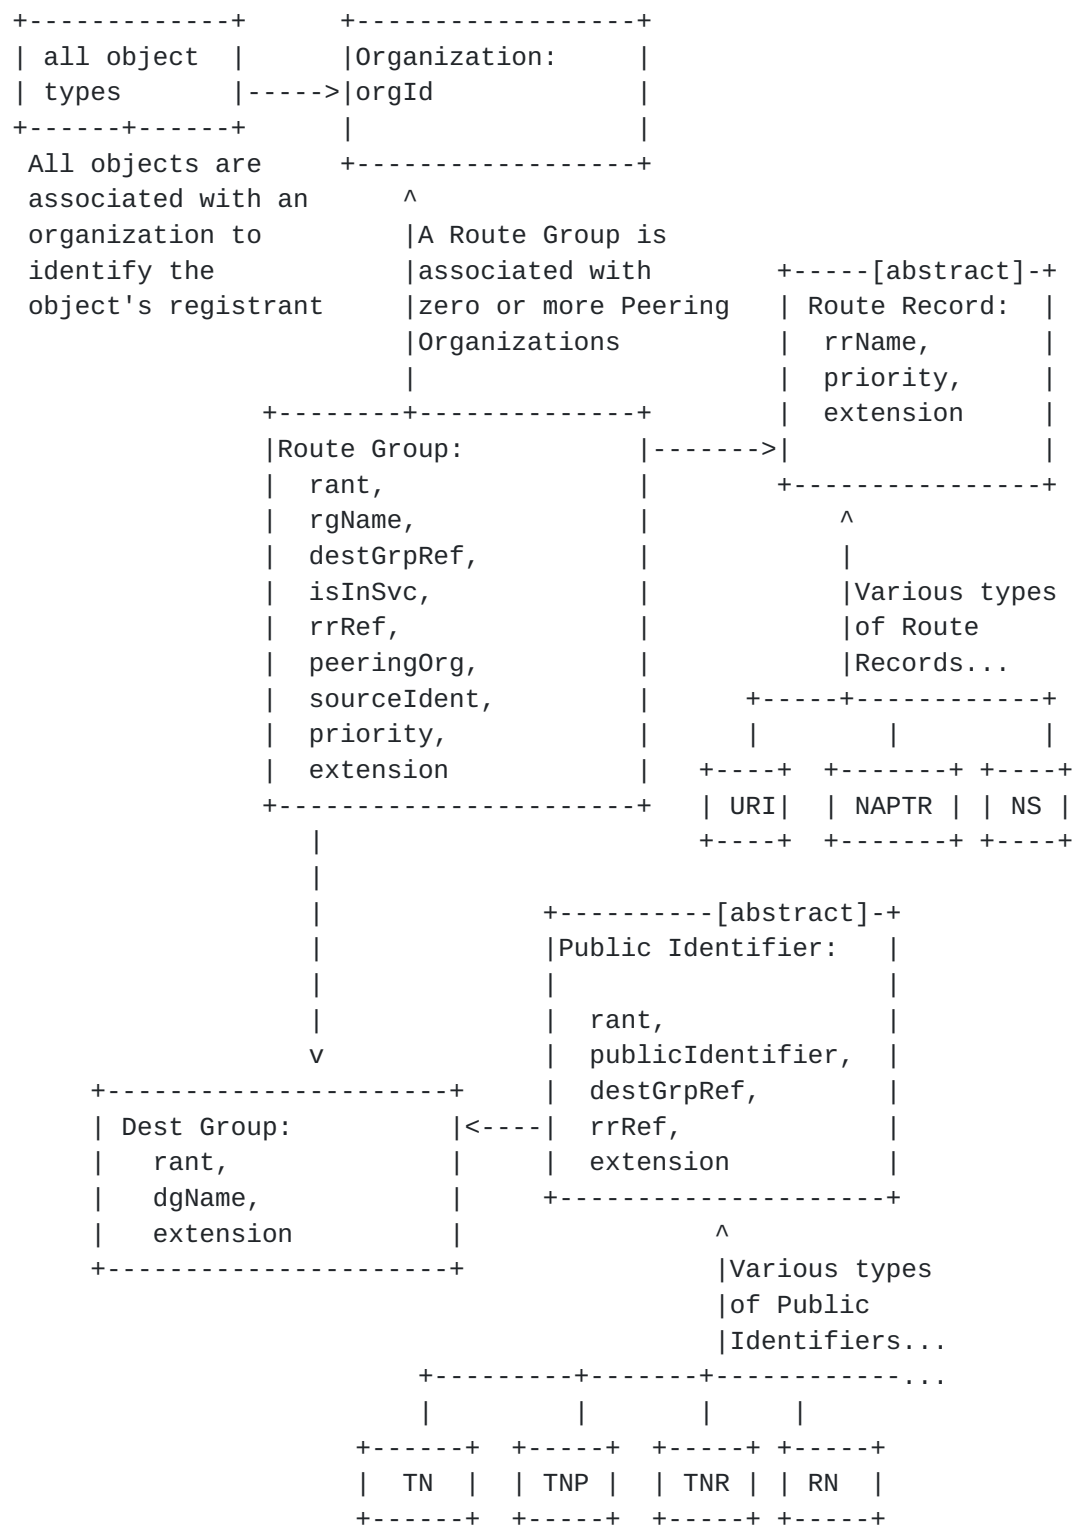 +-------------+      +------------------+
| all object  |      |Organization:     |
| types       |----->|orgId             |
+------+------+      |                  |
 All objects are     +------------------+
 associated with an      ^
 organization to         |A Route Group is
 identify the            |associated with        +-----[abstract]-+
 object's registrant     |zero or more Peering   | Route Record:  |
                         |Organizations          |  rrName,       |
                         |                       |  priority,     |
                +--------+--------------+        |  extension     |
                |Route Group:           |------->|                |
                |  rant,                |        +----------------+
                |  rgName,              |            ^
                |  destGrpRef,          |            |
                |  isInSvc,             |            |Various types
                |  rrRef,               |            |of Route
                |  peeringOrg,          |            |Records...
                |  sourceIdent,         |      +-----+------------+
                |  priority,            |      |        |         |
                |  extension            |   +----+  +-------+ +----+
                +-----------------------+   | URI|  | NAPTR | | NS |
                   |                        +----+  +-------+ +----+
                   |
                   |              +----------[abstract]-+
                   |              |Public Identifier:   |
                   |              |                     |
                   |              |  rant,              |
                   v              |  publicIdentifier,  |
     +----------------------+     |  destGrpRef,        |
     | Dest Group:          |<----|  rrRef,             |
     |   rant,              |     |  extension          |
     |   dgName,            |     +---------------------+
     |   extension          |                ^
     +----------------------+                |Various types
                                             |of Public
                                             |Identifiers...
                          +---------+-------+------------...
                          |         |       |     |
                      +------+  +-----+  +-----+ +-----+
                      |  TN  |  | TNP |  | TNR | | RN  |
                      +------+  +-----+  +-----+ +-----+